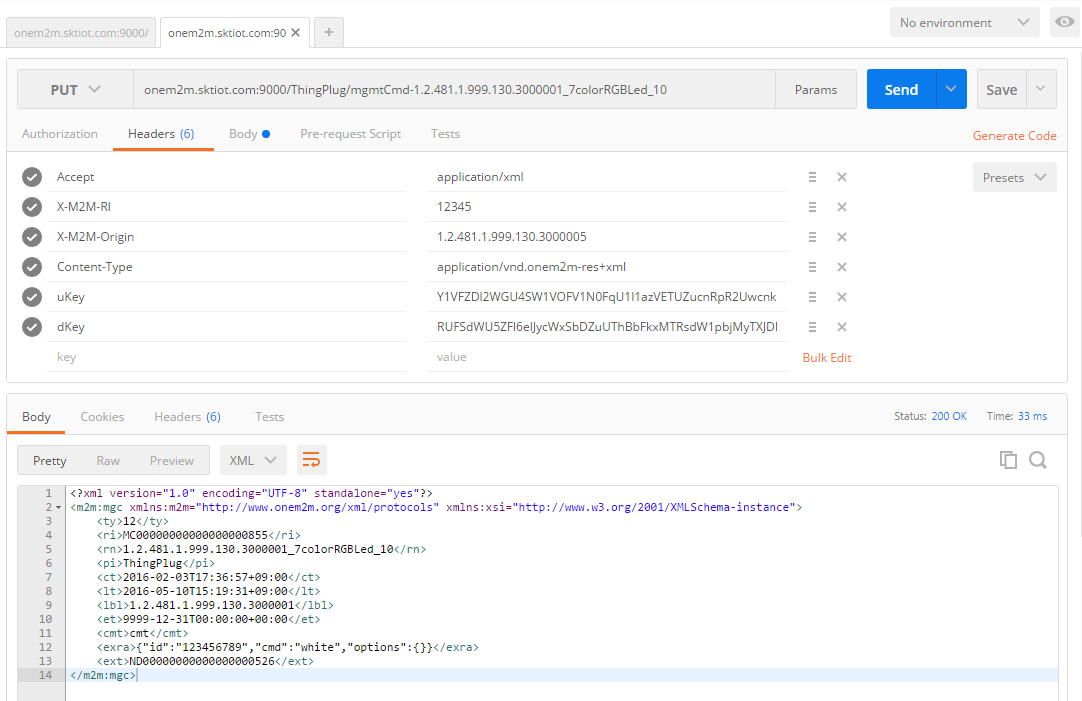 onem2m.sktiot.com:9000/
onem2m.sktiot.com:90
No environment
PUT
onem2m.sktiot.com:9000/ThingPlug/mgmtCmd-1.2.481.1.999.130.3000001_7colorRGBLed_10
Params
Send
Save
Authorization
Headers (6)
Body
Pre-request Script
Tests
Generate Code
Accept application/xml
Presets
X-M2M-RI 12345
X-M2M-Origin 1.2.481.1.999.130.3000005
Content-Type application/vnd.onem2m-res+xml
uKey Y1VFZDI2WGU4SW1VOFV1N0FqU1I1azVETUZucnRpR2Uwcnk
dKey RUFSdWU5ZFI6elJycWxSbDZuUThBbFkxMTRsdW1pbjMyTXJDI
key value
Bulk Edit
Body
Cookies
Headers (6)
Tests
Status: 200 OK
Time: 33 ms
Pretty
Raw
Preview
XML
1 <?xml version="1.0" encoding="UTF-8" standalone="yes"?>
2 <m2m:mgc xmlns:m2m="http://www.onem2m.org/xml/protocols" xmlns:xsi="http://www.w3.org/2001/XMLSchema-instance">
3 <ty>12</ty>
4 <ri>MC00000000000000000855</ri>
5 <rn>1.2.481.1.999.130.3000001_7colorRGBLed_10</rn>
6 <pi>ThingPlug</pi>
7 <ct>2016-02-03T17:36:57+09:00</ct>
8 <lt>2016-05-10T15:19:31+09:00</lt>
9 <lbl>1.2.481.1.999.130.3000001</lbl>
10 <et>9999-12-31T00:00:00+00:00</et>
11 <cmt>cmt</cmt>
12 <exra>{"id":"123456789","cmd":"white","options":{}}</exra>
13 <ext>ND00000000000000000526</ext>
14 </m2m:mgc>